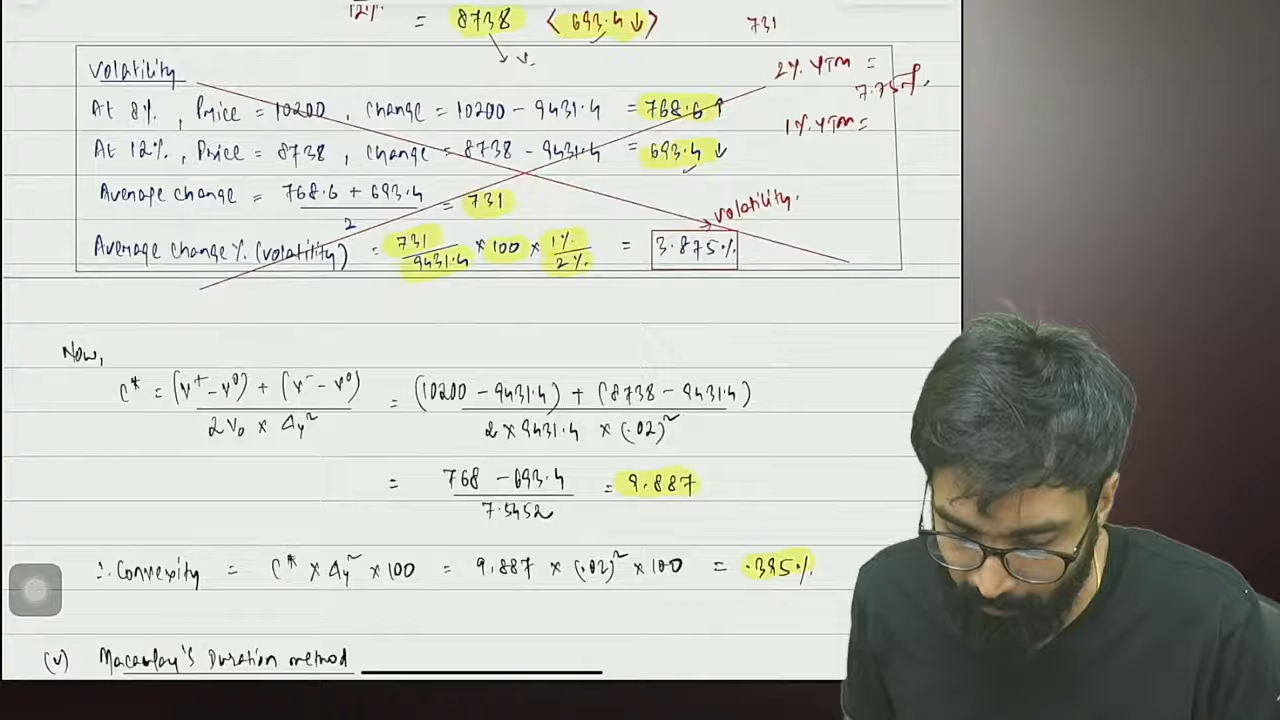 12%
= 8738 〈693.4↓〉 731
V.
Volatility
2% YTM = 7.75%.
At 8%, Price = 10200, Change = 10200 - 9431.4 = 768.6 ↑
1% YTM =
At 12%, Price = 8738, Change = 8738 - 9431.4 = 693.4 ↓
Average change = 768.6 + 693.4 / 2 = 731
Volatility.
Average change % (volatility) = 731 / 9431.4 × 100 × 1% / 2% = 3.875%
Now,
C* = (V⁺ - V⁰) + (V⁻ - V⁰) / 2V₀ × Δy² = (10200 - 9431.4) + (8738 - 9431.4) / 2 × 9431.4 × (.02)²
= 768 - 693.4 / 7.5452 = 9.887
∴ Convexity = C* × Δy² × 100 = 9.887 × (.02)² × 100 = .395%
(v) Macaulay's Duration method